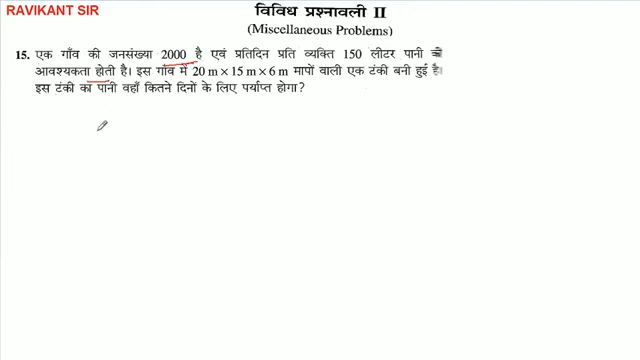 RAVIKANT SIR
विविध प्रश्नावली II
(Miscellaneous Problems)
15. एक गाँव की जनसंख्या 2000 है एवं प्रतिदिन प्रति व्यक्ति 150 लीटर पानी की
आवश्यकता होती है। इस गाँव में 20 m × 15 m × 6 m मापों वाली एक टंकी बनी हुई है।
इस टंकी का पानी वहाँ कितने दिनों के लिए पर्याप्त होगा?